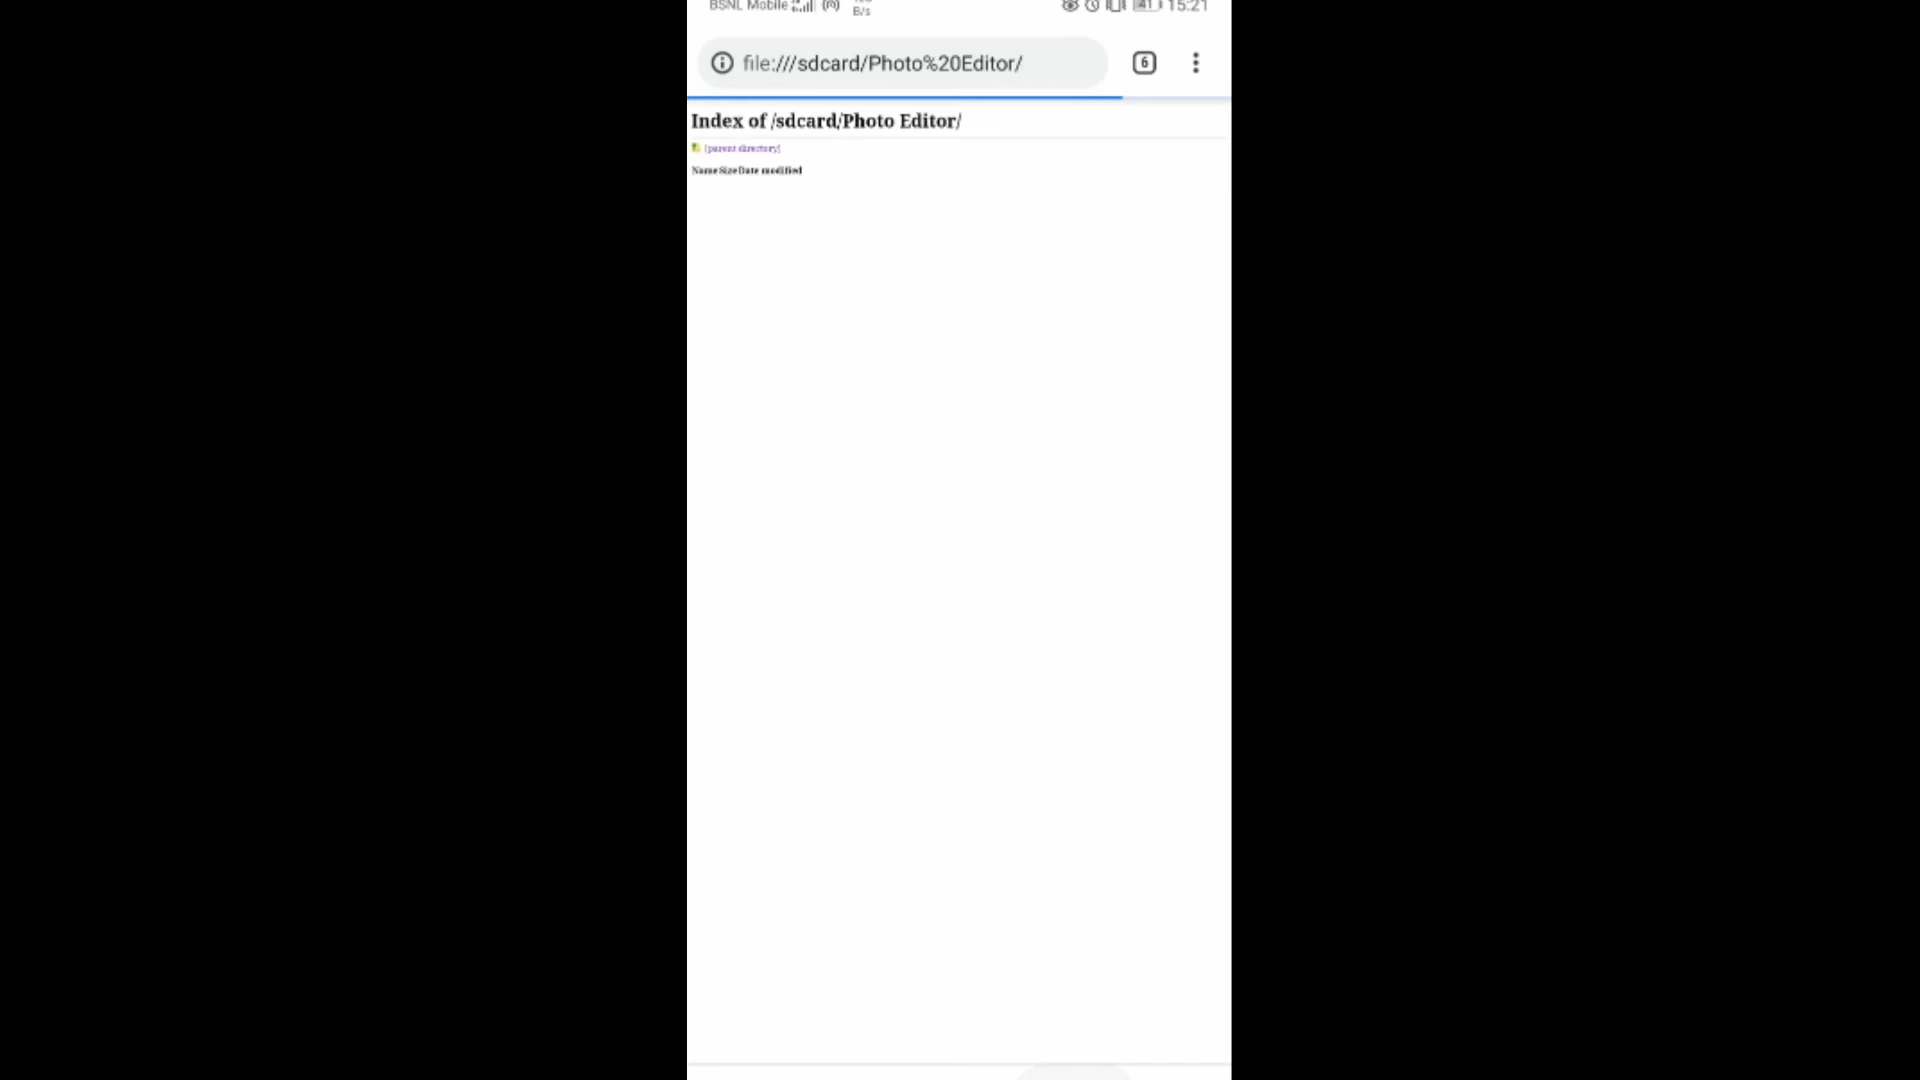 BSNL Mobile
B/s
41 15:21
file:///sdcard/Photo%20Editor/
6
Index of /sdcard/Photo Editor/
[parent directory]
Name Size Date modified